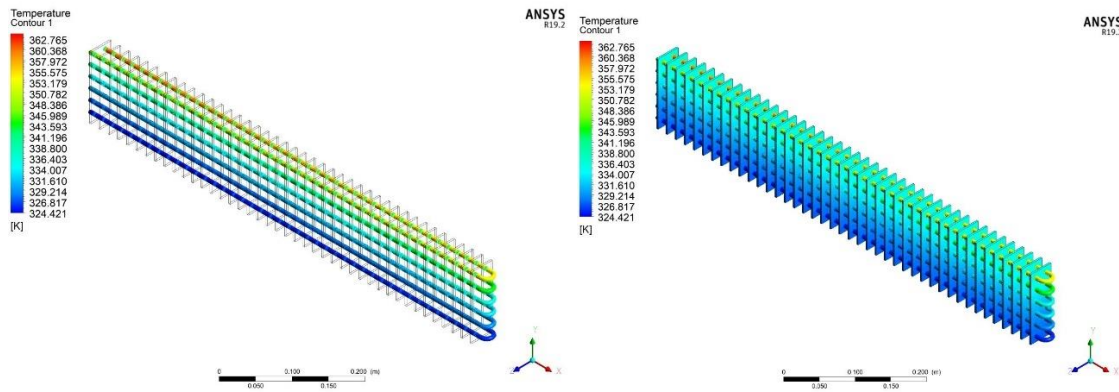 Temperature
Contour 1
362.765
360.368
357.972
355.575
353.179
350.782
348.386
345.989
343.593
341.196
338.800
336.403
334.007
331.610
329.214
326.817
324.421
[K]
ANSYS
R19.2
0
0.100
0.200
(m)
0.050
0.150
Y
Z
X
Temperature
Contour 1
362.765
360.368
357.972
355.575
353.179
350.782
348.386
345.989
343.593
341.196
338.800
336.403
334.007
331.610
329.214
326.817
324.421
[K]
ANSYS
R19.2
0
0.100
0.200
(m)
0.050
0.150
Y
Z
X